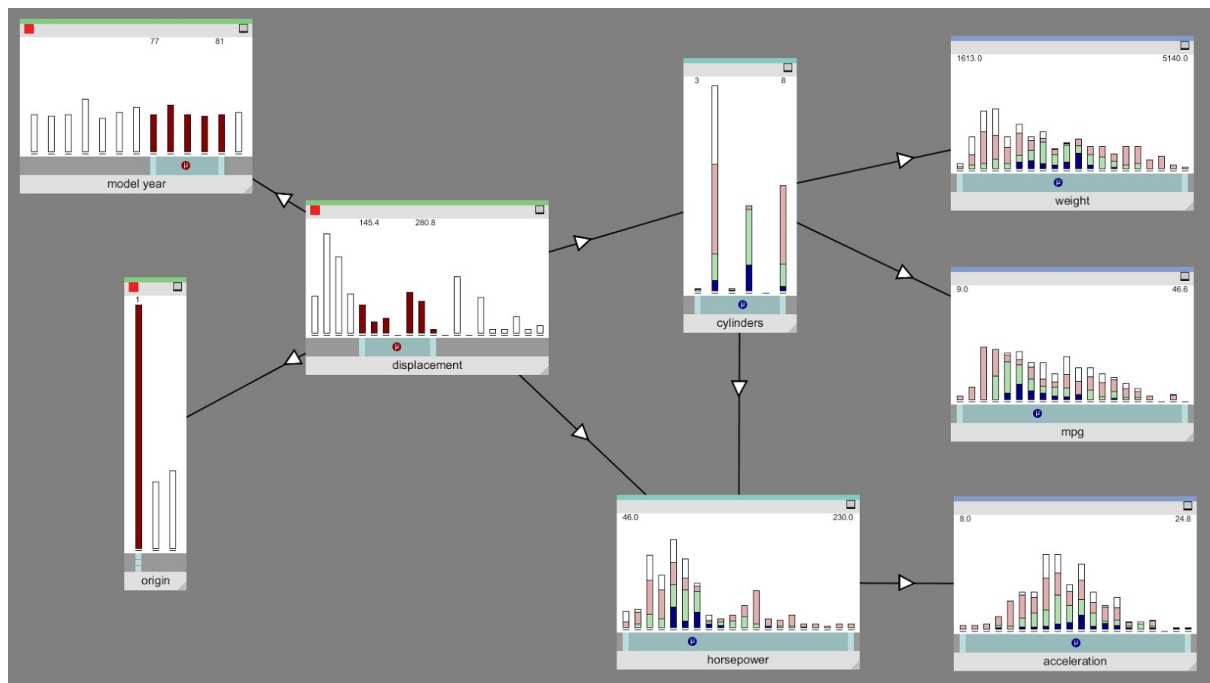 77 81
model year
145.4 280.8
displacement
1
origin
3 8
cylinders
1613.0 5140.0
μ
weight
9.0 46.6
μ
mpg
46.0 230.0
μ
horsepower
8.0 24.8
μ
acceleration
μ
μ
μ